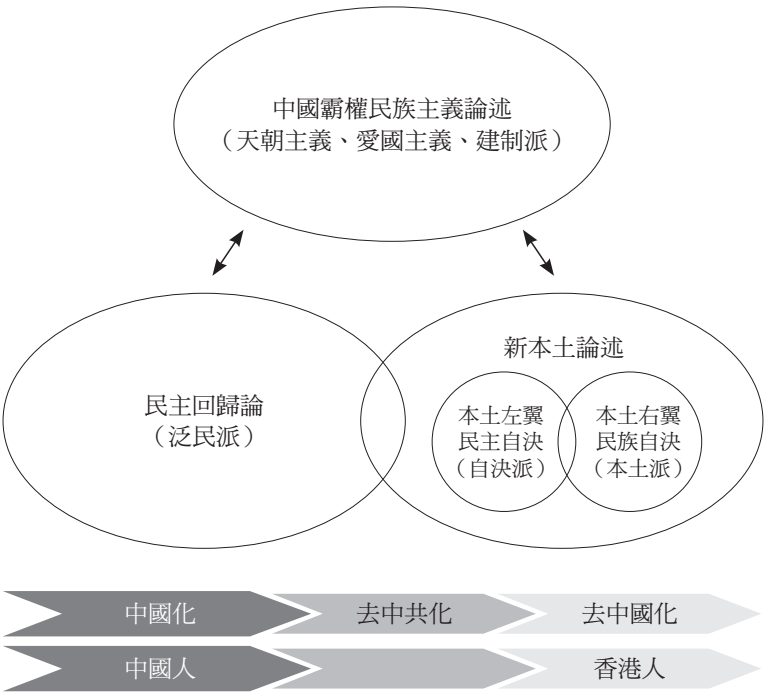 中國霸權民族主義論述
（天朝主義、愛國主義、建制派）
民主回歸論
（泛民派）
新本土論述
本土左翼
民主自決
（自決派）
本土右翼
民族自決
（本土派）
中國化
去中共化
去中國化
中國人
香港人